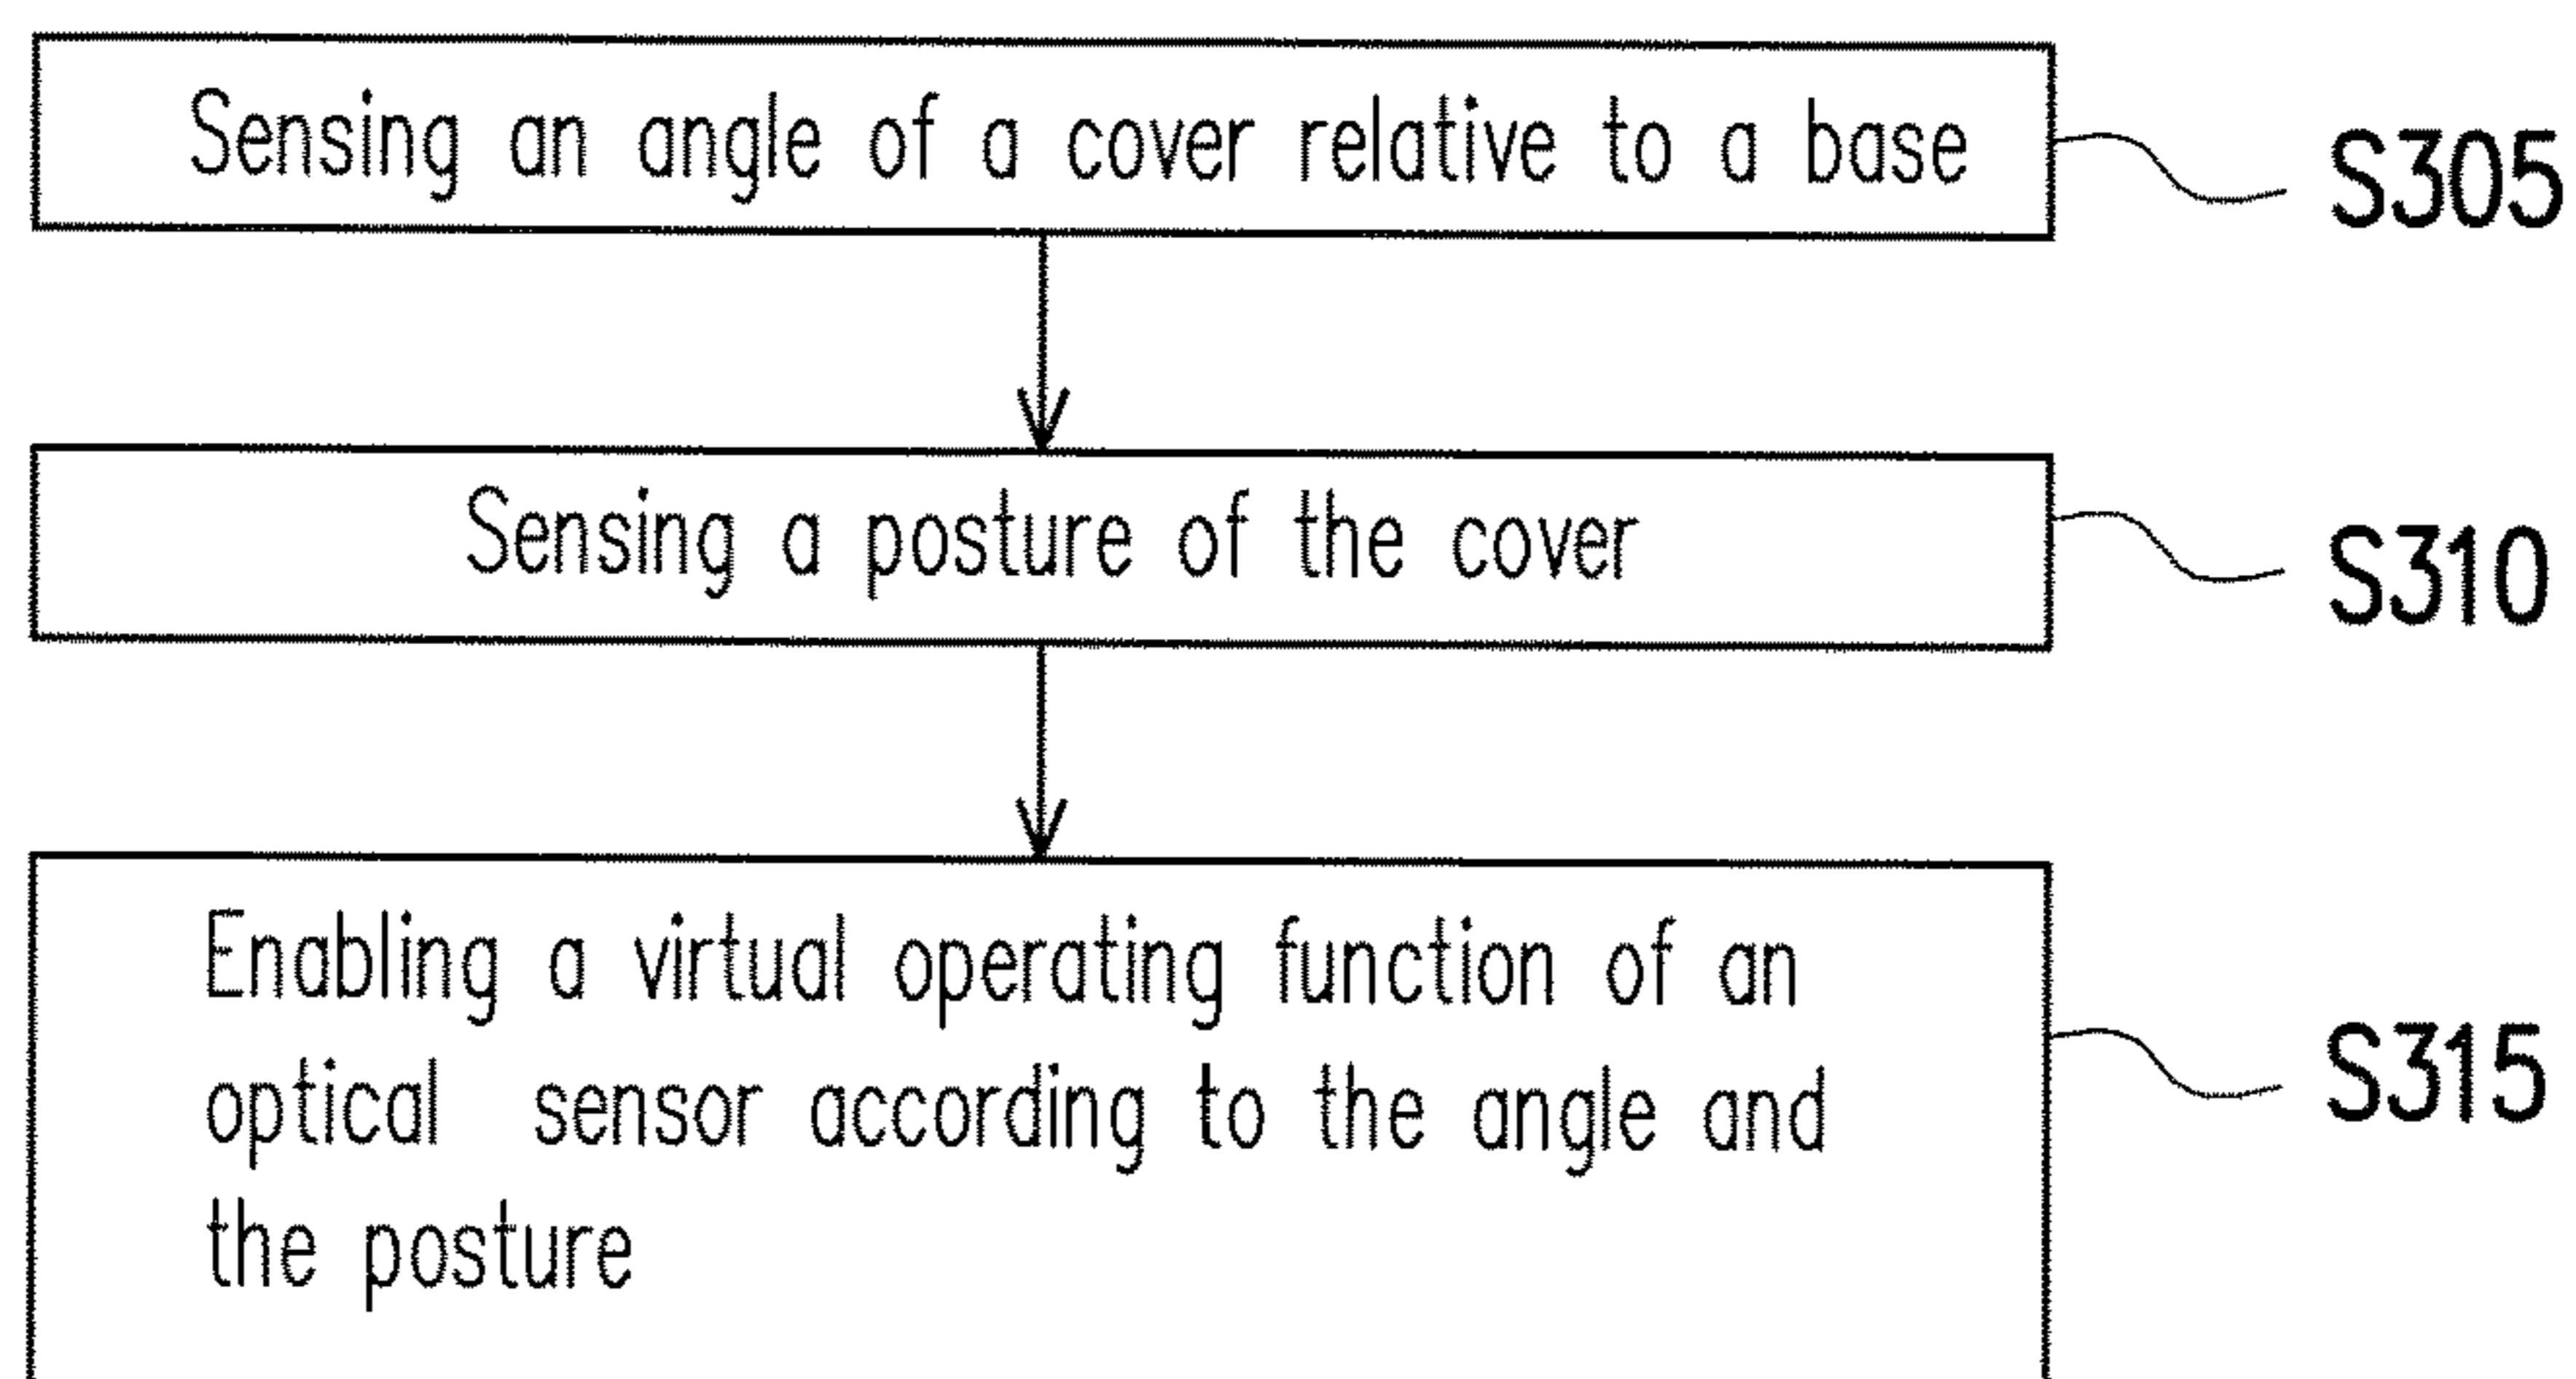 Sensing an angle of a cover relative to a base
S305
Sensing a posture of the cover
S310
Enabling a virtual operating function of an
optical sensor according to the angle and
the posture
S315